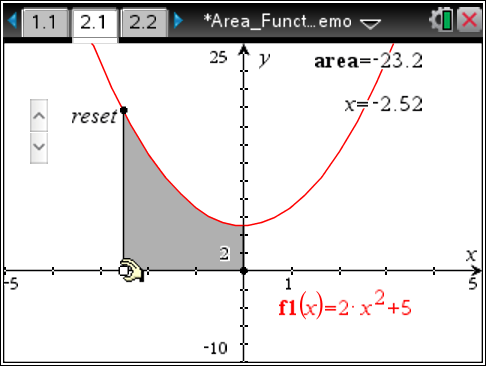 1.1 2.1 2.2 *Area_Funct...emo
25 y area=-23.2
x=-2.52
reset
2
x
-5 1 5
f1(x)=2·x²+5
-10